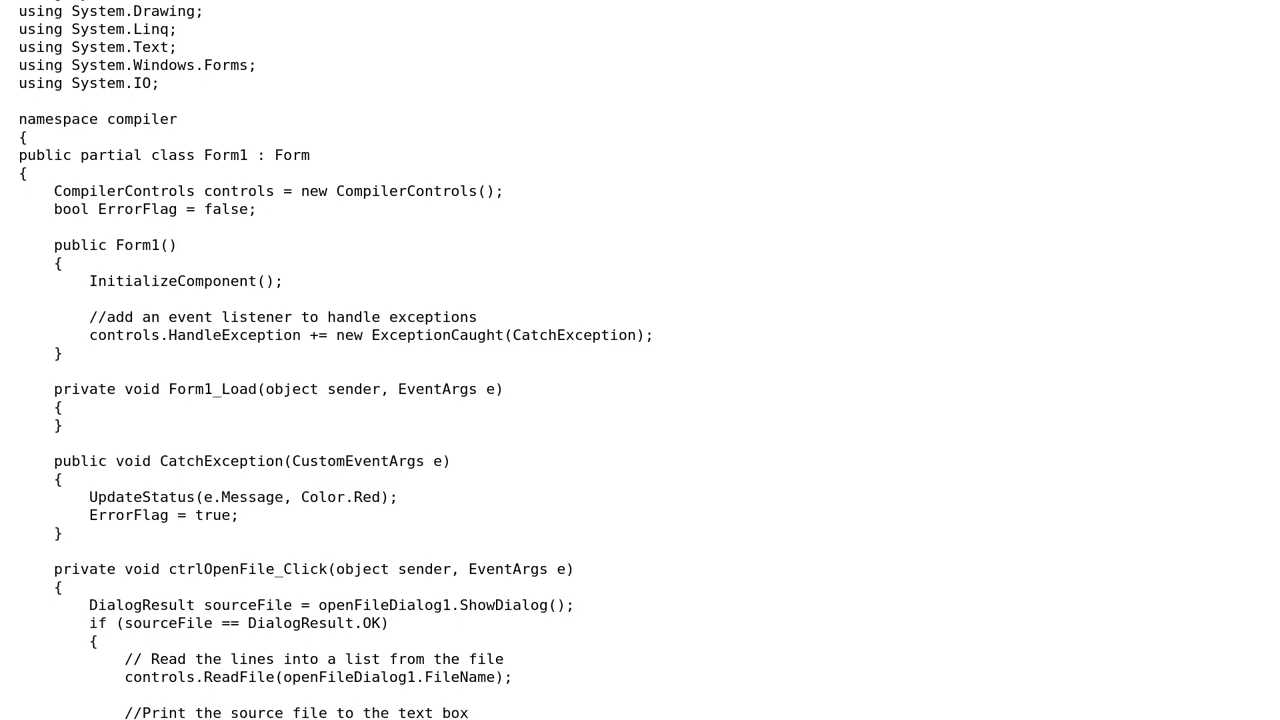 using System.Drawing;
using System.Linq;
using System.Text;
using System.Windows.Forms;
using System.IO;

namespace compiler
{
public partial class Form1 : Form
{
    CompilerControls controls = new CompilerControls();
    bool ErrorFlag = false;

    public Form1()
    {
        InitializeComponent();

        //add an event listener to handle exceptions
        controls.HandleException += new ExceptionCaught(CatchException);
    }

    private void Form1_Load(object sender, EventArgs e)
    {
    }

    public void CatchException(CustomEventArgs e)
    {
        UpdateStatus(e.Message, Color.Red);
        ErrorFlag = true;
    }

    private void ctrlOpenFile_Click(object sender, EventArgs e)
    {
        DialogResult sourceFile = openFileDialog1.ShowDialog();
        if (sourceFile == DialogResult.OK)
        {
            // Read the lines into a list from the file
            controls.ReadFile(openFileDialog1.FileName);

            //Print the source file to the text box